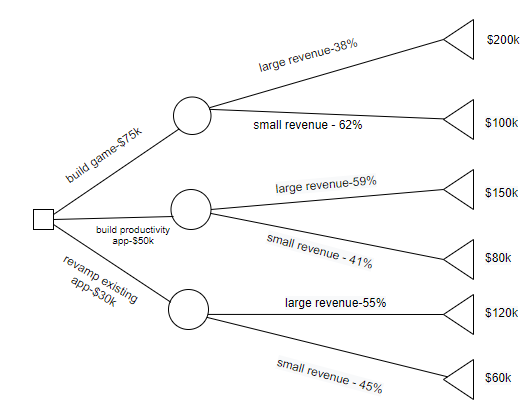 large revenue-38%
$200k
small revenue - 62%
$100k
build game-$75k
large revenue-59%
$150k
build productivity
app-$50k
small revenue - 41%
$80k
revamp existing
app-$30k
large revenue-55%
$120k
small revenue - 45%
$60k